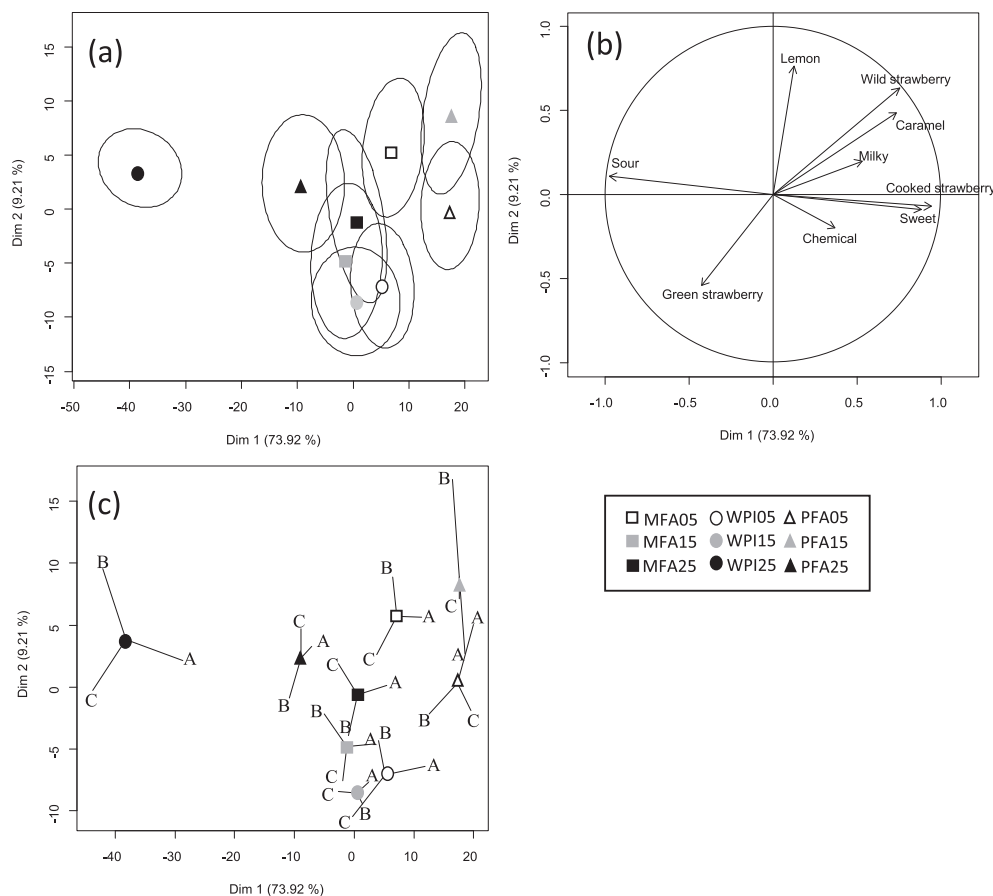 (a)
15
10
5
0
-5
-10
-15
Dim 2 (9.21 %)
-50 -40 -30 -20 -10 0 10 20
Dim 1 (73.92 %)
(b)
1.0
0.5
0.0
-0.5
-1.0
Dim 2 (9.21 %)
Lemon
Wild strawberry
Caramel
Milky
Sour
Cooked strawberry
Sweet
Chemical
Green strawberry
-1.0 -0.5 0.0 0.5 1.0
Dim 1 (73.92 %)
(c)
15
10
5
0
-5
-10
Dim 2 (9.21 %)
B
B
B
C
A
C
A
C
A
A
C
A
A
C
C
A
B
B
C
B
B
B
A
A
C
C
A
B
C
-40 -30 -20 -10 0 10 20
Dim 1 (73.92 %)
MFA05 WPI05 PFA05
MFA15 WPI15 PFA15
MFA25 WPI25 PFA25